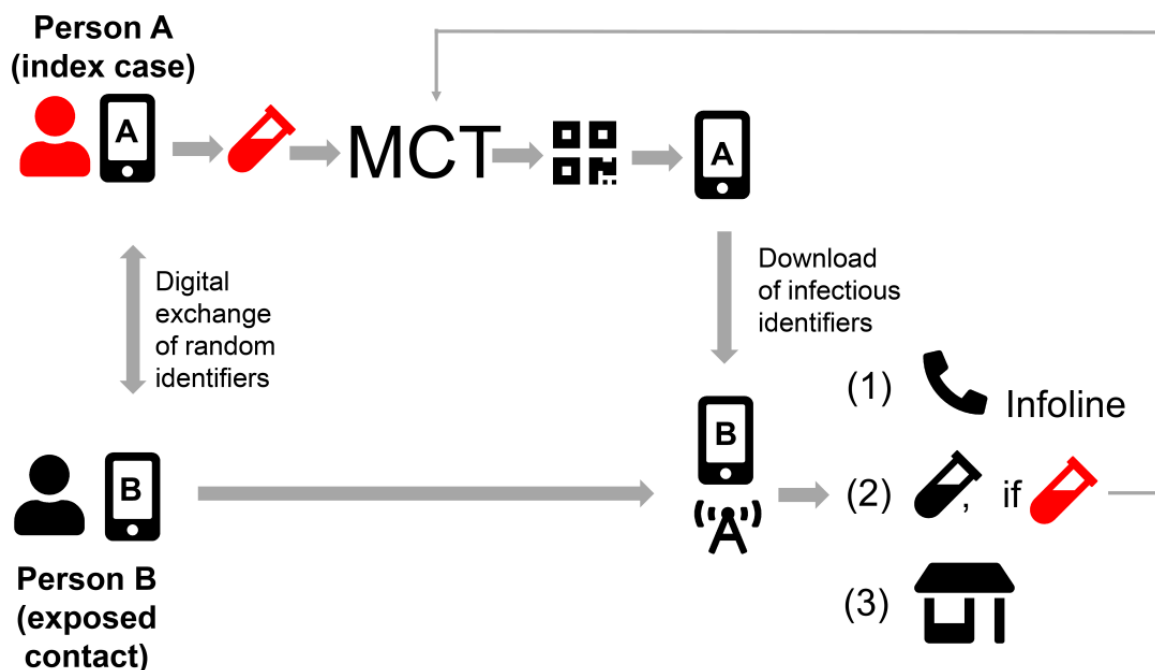 Person A
(index case)
A
MCT
A
Digital
exchange
of random
identifiers
Download
of infectious
identifiers
(1)
Infoline
B
B
(2)
, if
(3)
Person B
(exposed
contact)